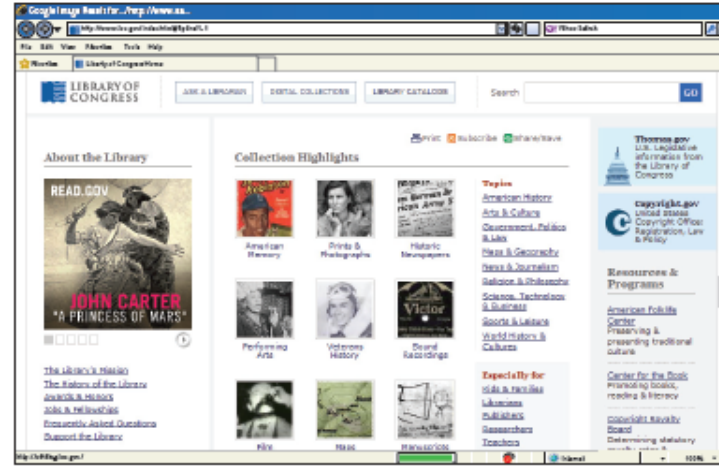 File Edit View Favorites Tools Help
Favorites
Library of Congress Home
LIBRARY OF
CONGRESS
ASK A LIBRARIAN
DIGITAL COLLECTIONS
LIBRARY CATALOGS
Search
GO
Print Subscribe Share/Save
About the Library
READ.GOV
JOHN CARTER
"A PRINCESS OF MARS"
The Library's Mission
The History of the Library
Awards & Honors
Jobs & Fellowships
Frequently Asked Questions
Support the Library
Collection Highlights
American
Memory
Prints &
Photographs
Historic
Newspapers
Performing
Arts
Veterans
History
Victor
Sound
Recordings
Film
Maps
Manuscripts
Topics
American History
Arts & Culture
Government, Politics
& Law
Maps & Geography
News & Journalism
Religion & Philosophy
Science, Technology
& Business
Sports & Leisure
World History &
Cultures
Especially for
Kids & Families
Librarians
Publishers
Researchers
Teachers
Thomas.gov
U.S. Legislative
information from
the Library of
Congress
Copyright.gov
United States
Copyright Office:
Registration, Law
& Policy
Resources &
Programs
American Folklife
Center
Preserving &
presenting traditional
culture
Center for the Book
Promoting books,
reading & literacy
Copyright Royalty
Board
Determining statutory
Internet
100%